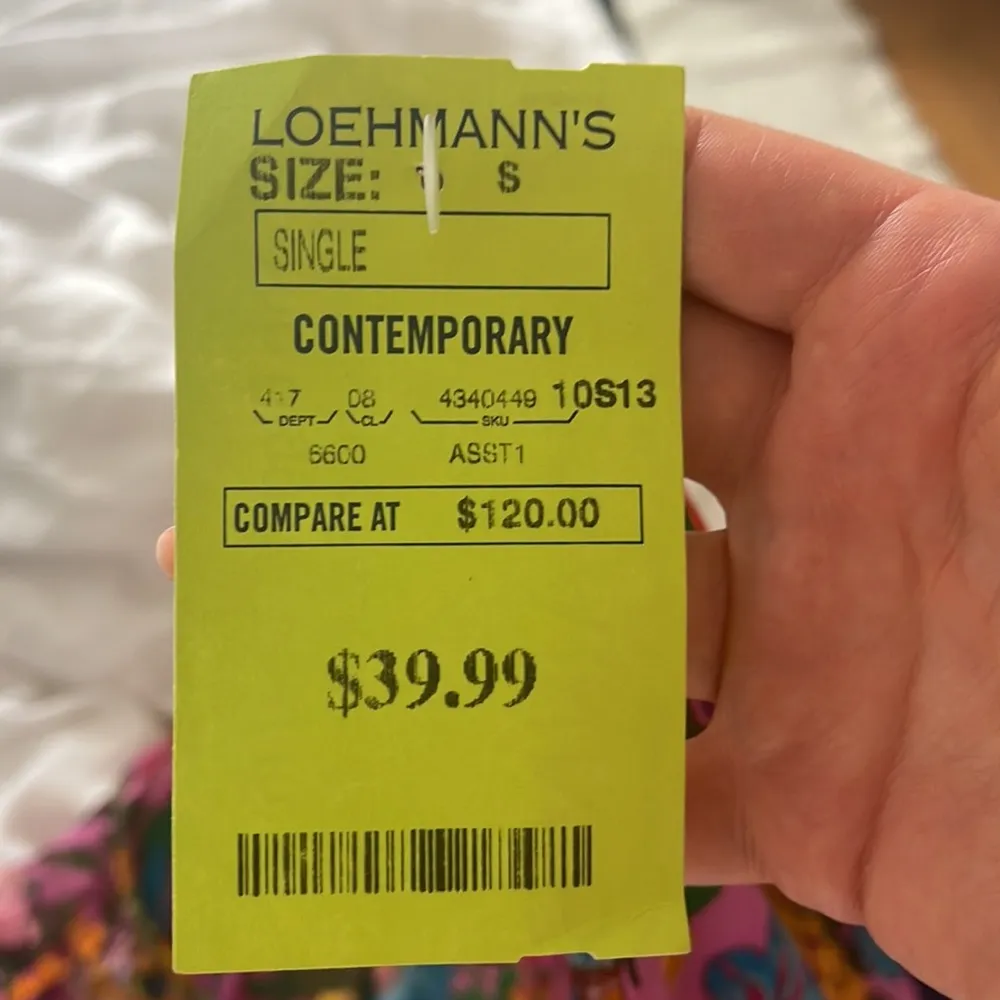 LOEHMANN'S
SIZE: S
SINGLE
CONTEMPORARY
417 08 4340449 10S13
DEPT CL SKU
6600 ASST1
COMPARE AT $120.00
$39.99